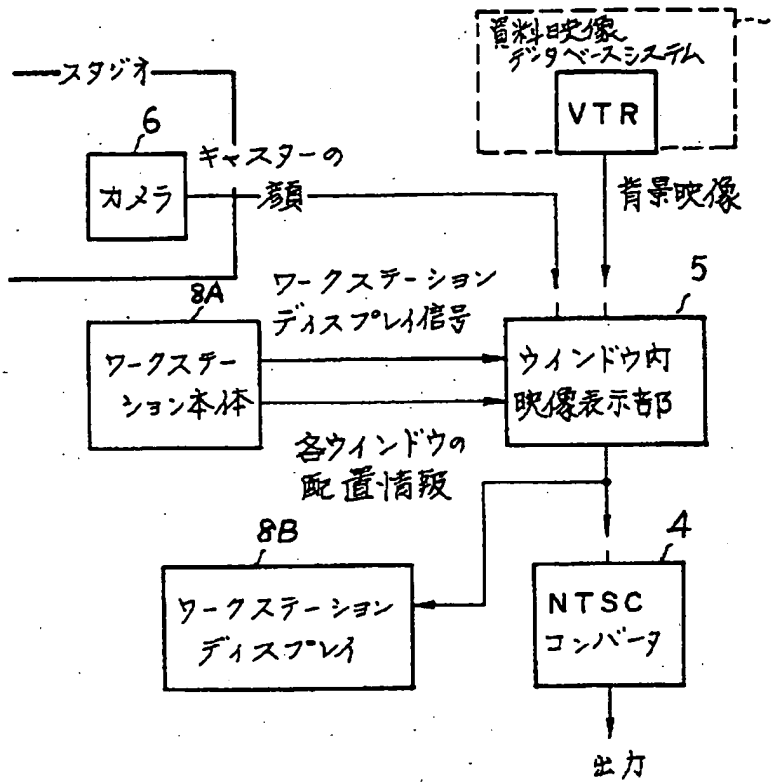 資料映像
データベースシステム
スタジオ
VTR
6
キャスターの
カメラ
顔
背景映像
ワークステーション
8A
ディスプレイ信号
5
ワークステー
ション本体
ウィンドウ内
映像表示部
各ウィンドウの
配置情報
8B
4
ワークステーション
ディスプレイ
NTSC
コンバータ
出力